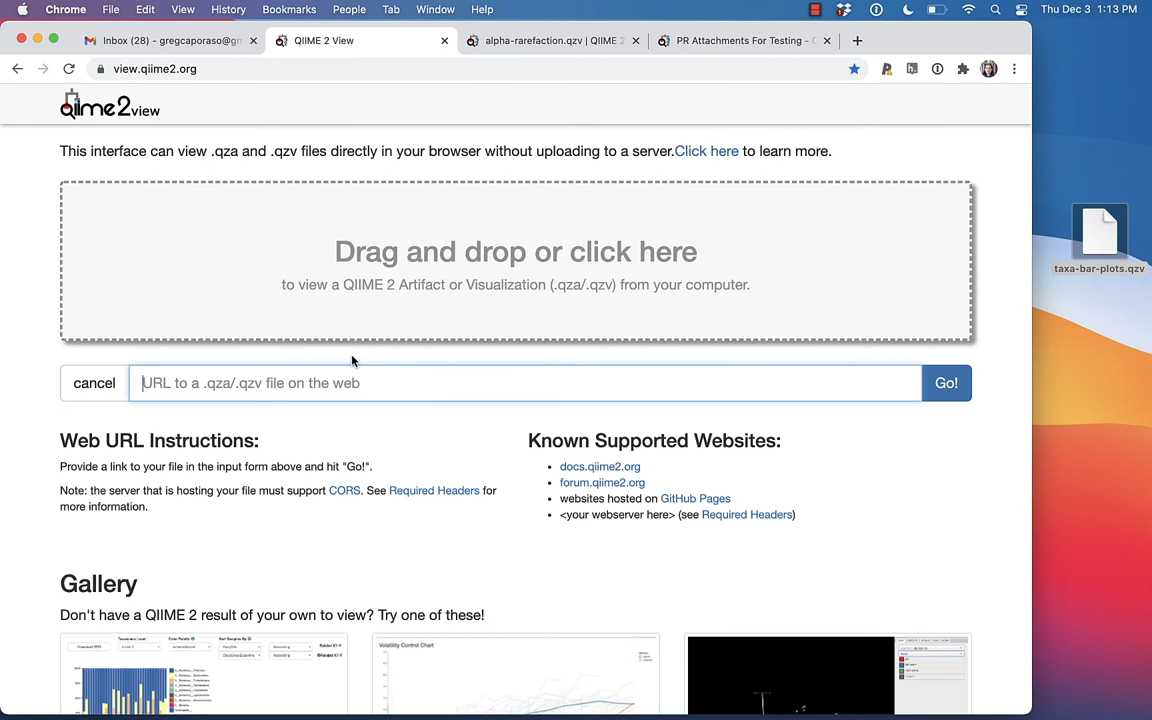 Chrome File Edit View History Bookmarks People Tab Window Help Thu Dec 3 1:13 PM
Inbox (28) - gregcaporaso@gr QIIME 2 View alpha-rarefaction.qzv | QIIME 2 PR Attachments For Testing -
view.qiime2.org
qiime2view
This interface can view .qza and .qzv files directly in your browser without uploading to a server.Click here to learn more.
Drag and drop or click here
to view a QIIME 2 Artifact or Visualization (.qza/.qzv) from your computer.
taxa-bar-plots.qzv
cancel URL to a .qza/.qzv file on the web Go!
Web URL Instructions:
Provide a link to your file in the input form above and hit "Go!".
Note: the server that is hosting your file must support CORS. See Required Headers for
more information.
Known Supported Websites:
• docs.qiime2.org
• forum.qiime2.org
• websites hosted on GitHub Pages
• <your webserver here> (see Required Headers)
Gallery
Don't have a QIIME 2 result of your own to view? Try one of these!
Volatility Control Chart